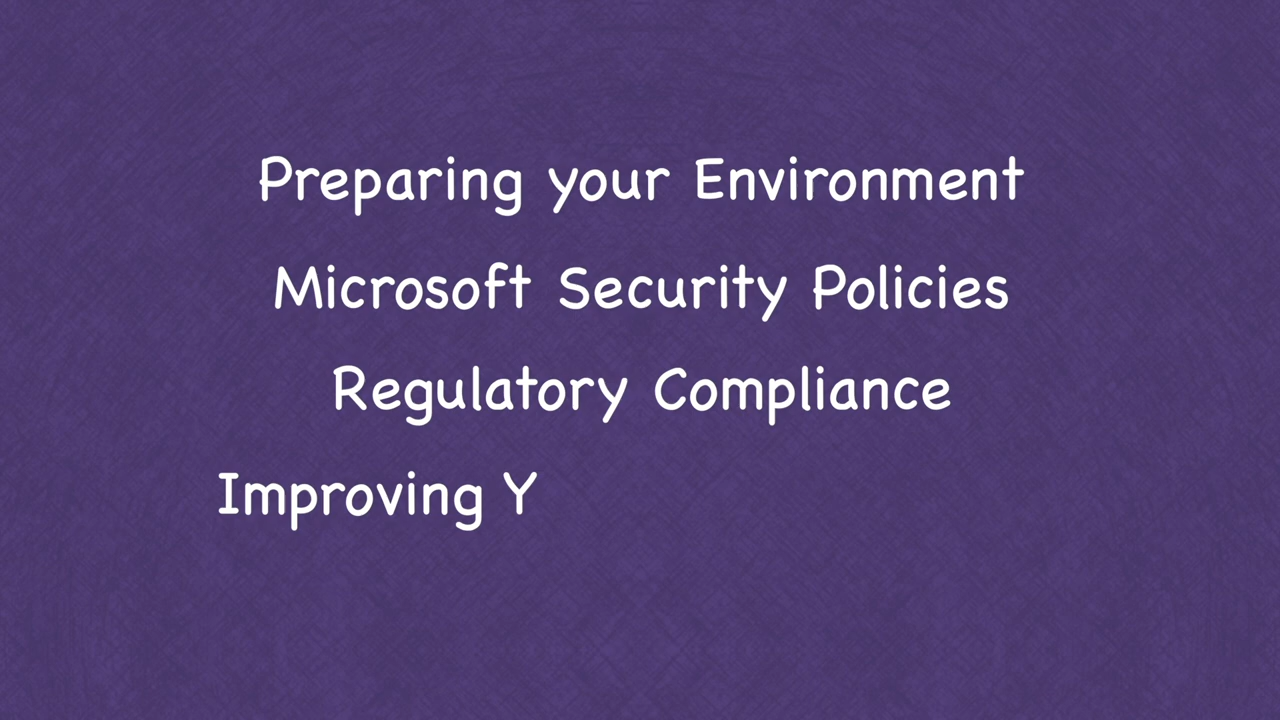 Preparing your Environment
Microsoft Security Policies
Regulatory Compliance
Improving Y